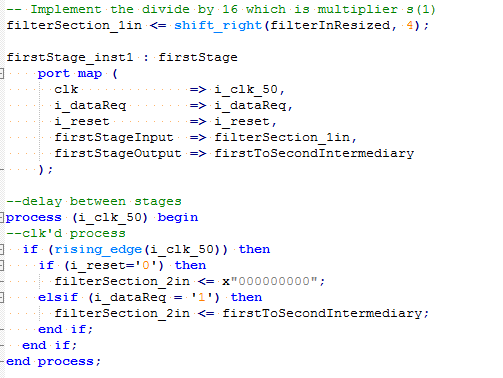 -- Implement the divide by 16 which is multiplier s(1)
filterSection_1in <= shift_right(filterInResized, 4);
firstStage_inst1 : firstStage
port map (
clk => i_clk_50,
i_dataReq => i_dataReq,
i_reset => i_reset,
firstStageInput => filterSection_1in,
firstStageOutput => firstToSecondIntermediary
);
--delay between stages
process (i_clk_50) begin
--clk'd process
if (rising_edge(i_clk_50)) then
if (i_reset='0') then
filterSection_2in <= x"000000000";
elsif (i_dataReq = '1') then
filterSection_2in <= firstToSecondIntermediary;
end if;
end if;
end process;